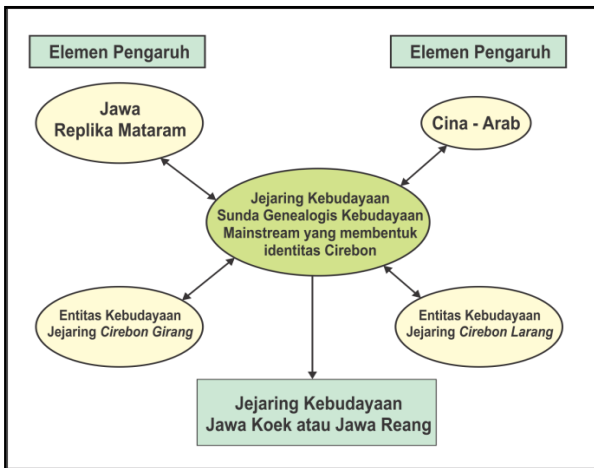 Elemen Pengaruh
Elemen Pengaruh
Jawa
Replika Mataram
Cina - Arab
Jejaring Kebudayaan
Sunda Genealogis Kebudayaan
Mainstream yang membentuk
identitas Cirebon
Entitas Kebudayaan
Jejaring Cirebon Girang
Entitas Kebudayaan
Jejaring Cirebon Larang
Jejaring Kebudayaan
Jawa Koek atau Jawa Reang